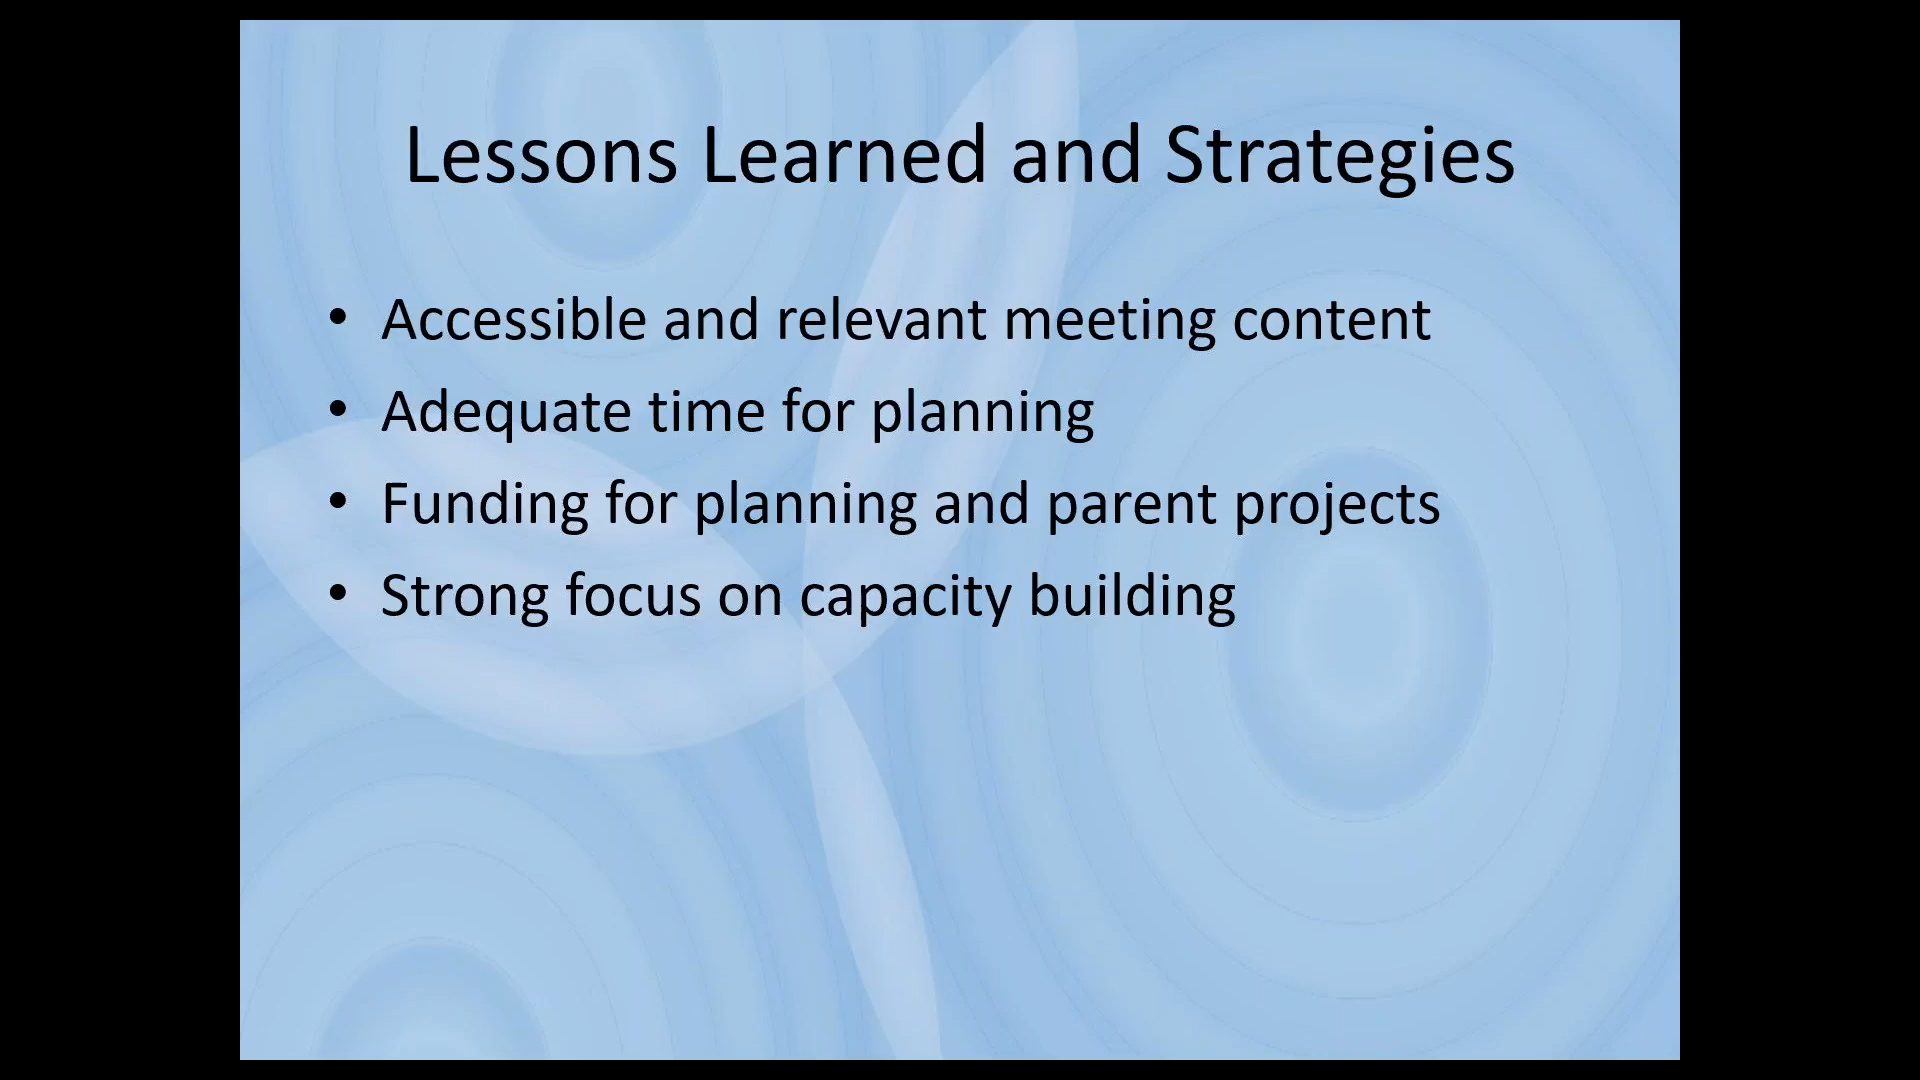 Lessons Learned and Strategies
• Accessible and relevant meeting content
• Adequate time for planning
• Funding for planning and parent projects
• Strong focus on capacity building